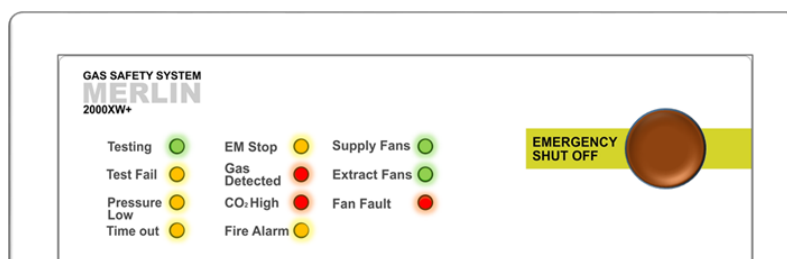 GAS SAFETY SYSTEM
MERLIN
2000XW+
Testing
Test Fail
Pressure
Low
Time out
EM Stop
Gas
Detected
CO₂ High
Fire Alarm
Supply Fans
Extract Fans
Fan Fault
EMERGENCY
SHUT OFF